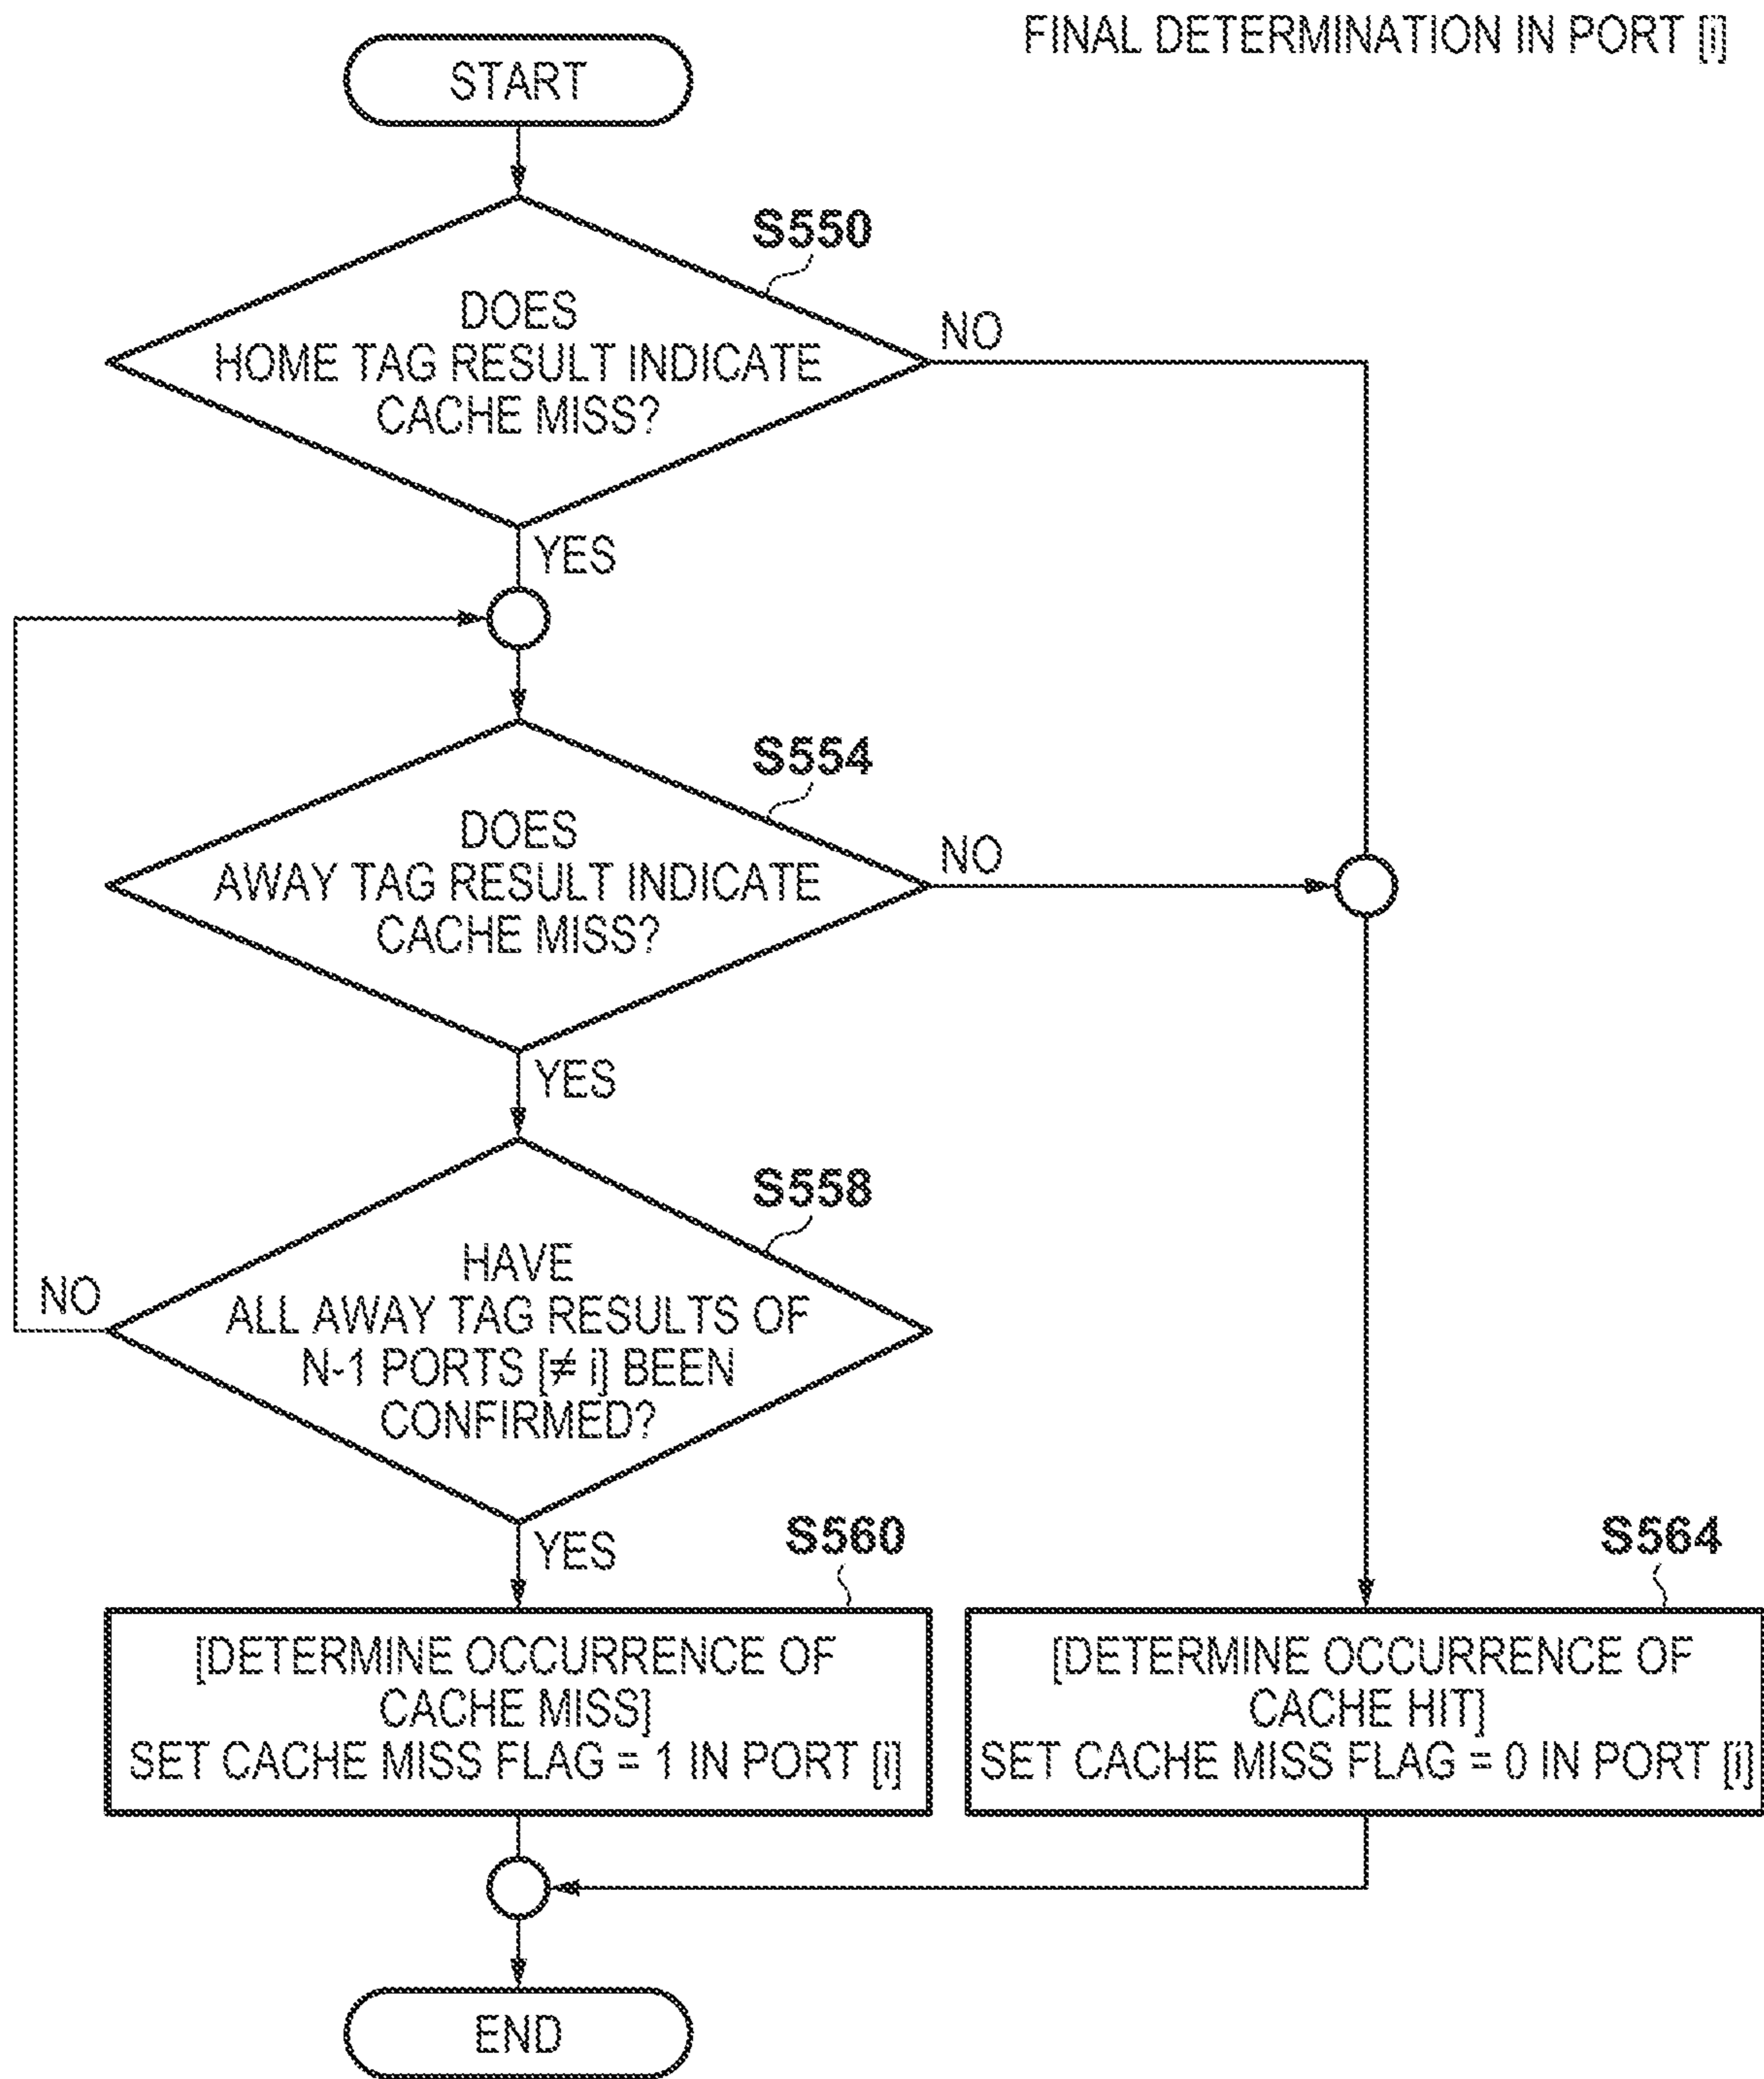 FINAL DETERMINATION IN PORT [i]
START
S550
DOES
HOME TAG RESULT INDICATE
CACHE MISS?
NO
YES
S554
DOES
AWAY TAG RESULT INDICATE
CACHE MISS?
NO
YES
S558
HAVE
ALL AWAY TAG RESULTS OF
N-1 PORTS [≠ i] BEEN
CONFIRMED?
NO
YES
S560
[DETERMINE OCCURRENCE OF
CACHE MISS]
SET CACHE MISS FLAG = 1 IN PORT [i]
S564
[DETERMINE OCCURRENCE OF
CACHE HIT]
SET CACHE MISS FLAG = 0 IN PORT [i]
END